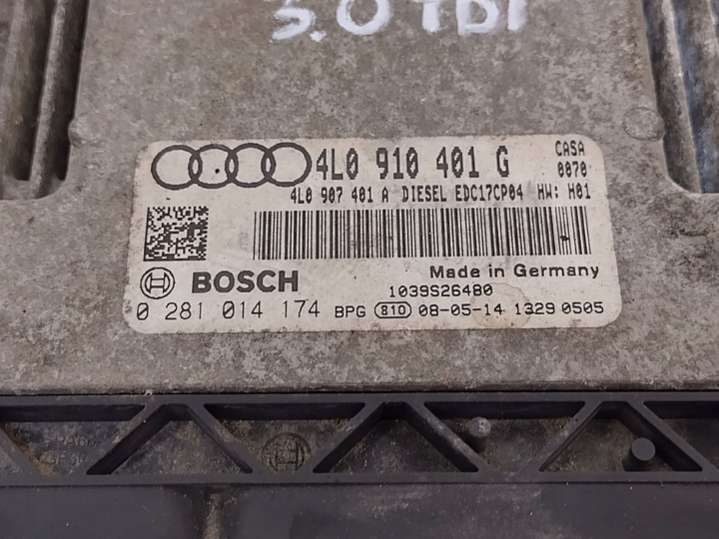 3.0 TDI
4L0 910 401 G CASA
0070
4L0 907 401 A DIESEL EDC17CP04 HW: H01
BOSCH Made in Germany
1039S26480
0 281 014 174 BPG 810 08-05-14 1329 0505